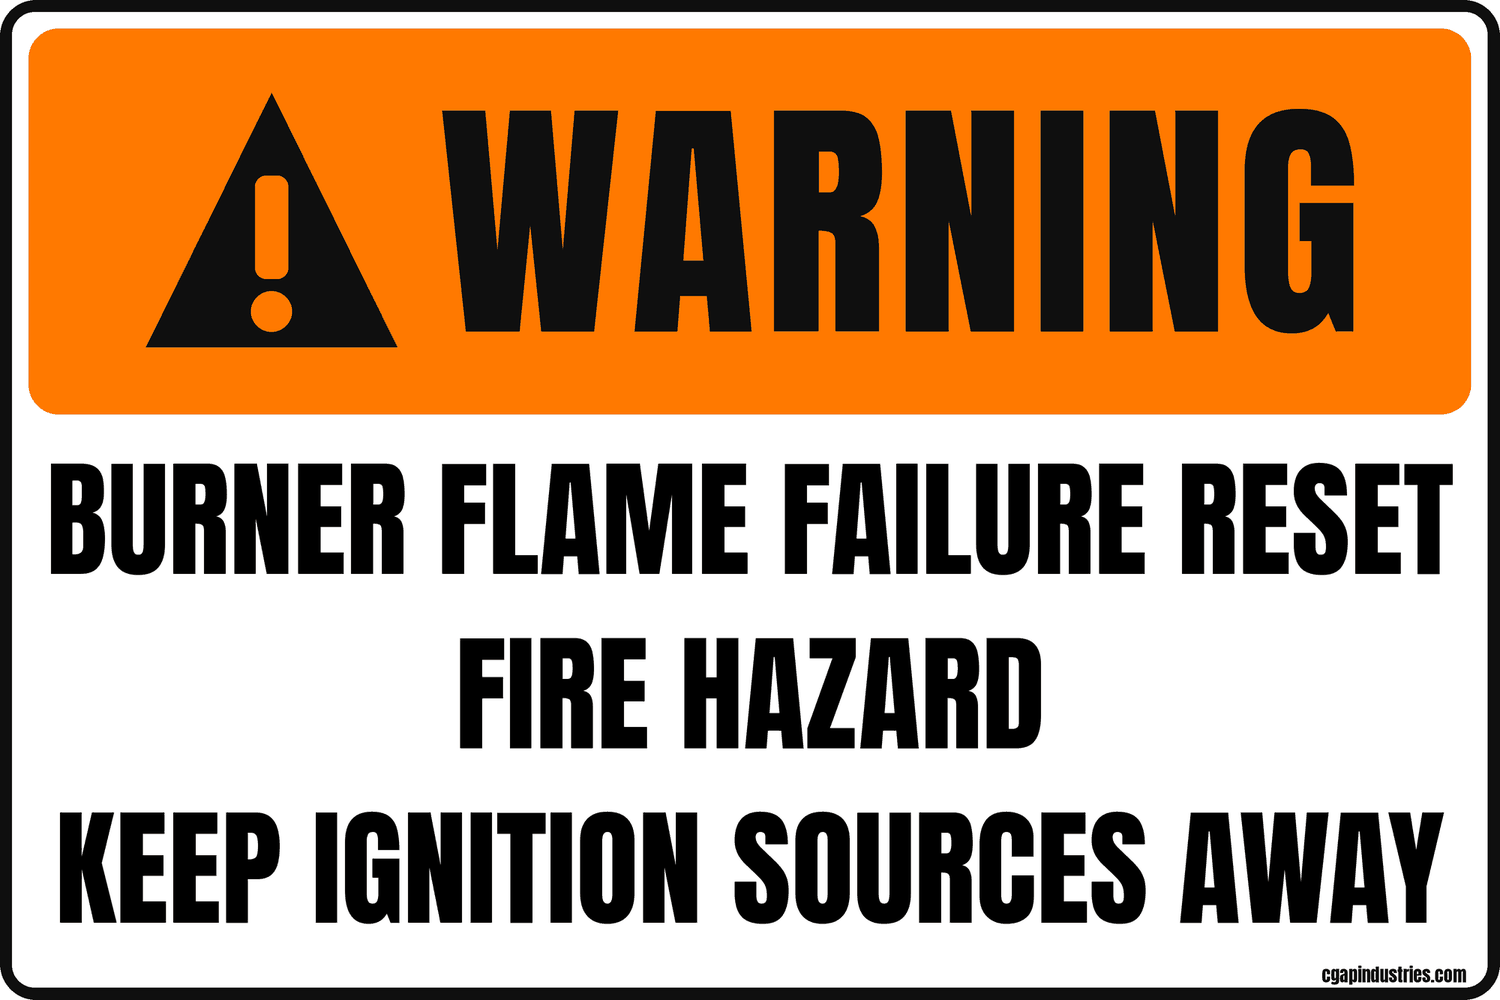 WARNING
BURNER FLAME FAILURE RESET
FIRE HAZARD
KEEP IGNITION SOURCES AWAY
cgapindustries.com